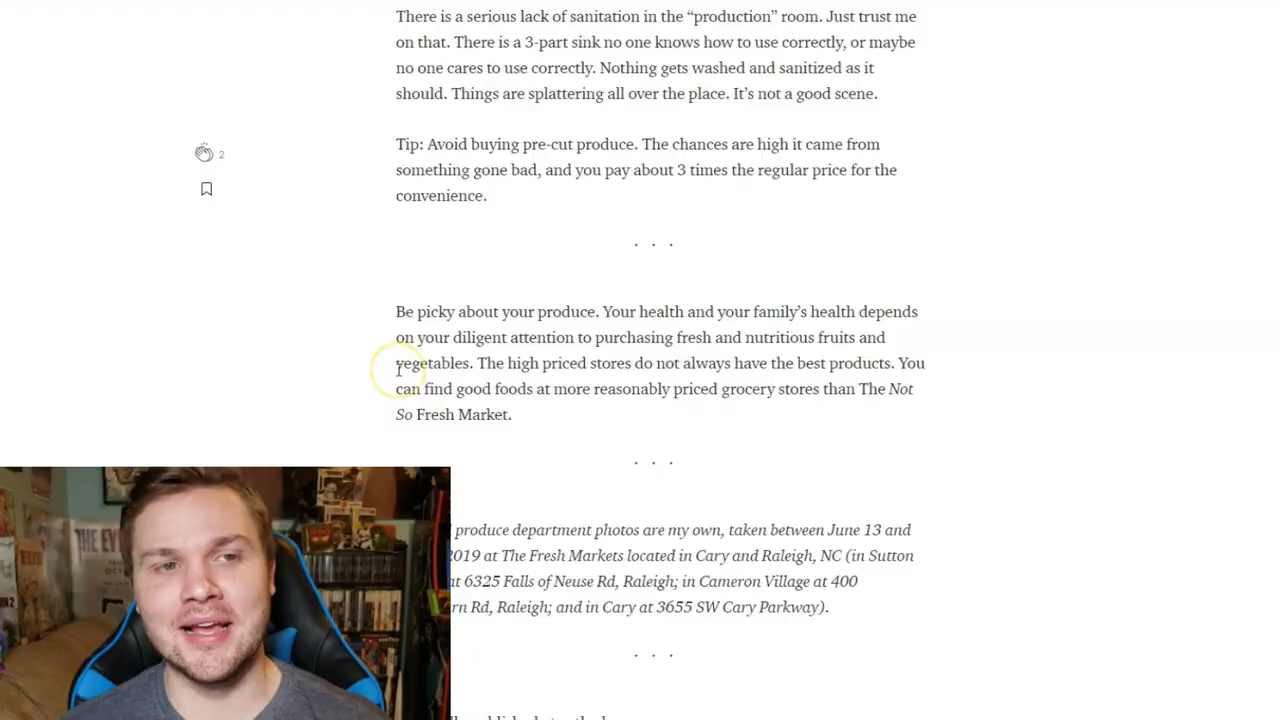 There is a serious lack of sanitation in the “production” room. Just trust me
on that. There is a 3-part sink no one knows how to use correctly, or maybe
no one cares to use correctly. Nothing gets washed and sanitized as it
should. Things are splattering all over the place. It’s not a good scene.
2
Tip: Avoid buying pre-cut produce. The chances are high it came from
something gone bad, and you pay about 3 times the regular price for the
convenience.
. . .
Be picky about your produce. Your health and your family’s health depends
on your diligent attention to purchasing fresh and nutritious fruits and
vegetables. The high priced stores do not always have the best products. You
can find good foods at more reasonably priced grocery stores than The Not
So Fresh Market.
. . .
produce department photos are my own, taken between June 13 and
2019 at The Fresh Markets located in Cary and Raleigh, NC (in Sutton
at 6325 Falls of Neuse Rd, Raleigh; in Cameron Village at 400
rn Rd, Raleigh; and in Cary at 3655 SW Cary Parkway).
. . .
THE EY